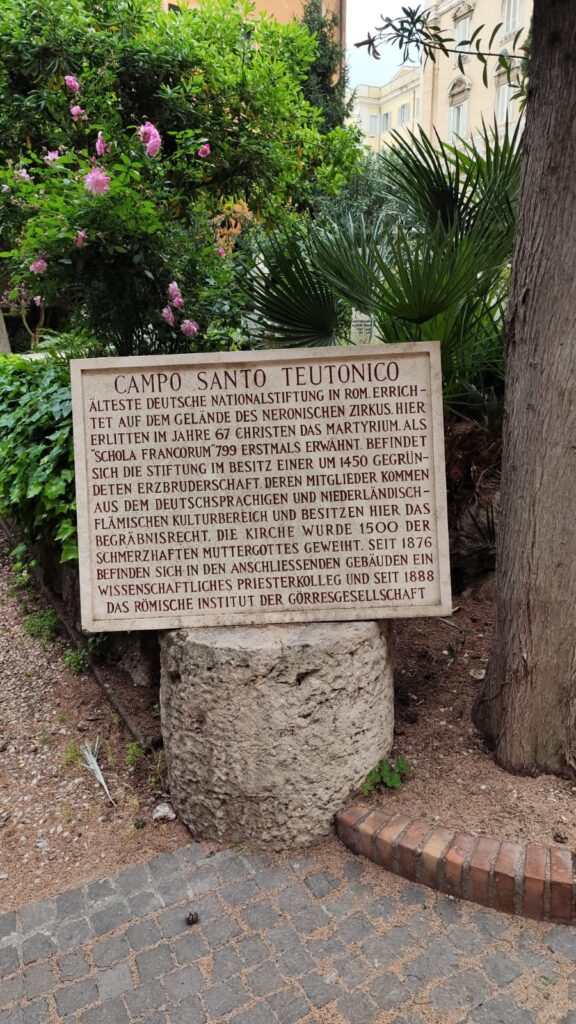 CAMPO SANTO TEUTONICO
ÄLTESTE DEUTSCHE NATIONALSTIFTUNG IN ROM. ERRICH-
TET AUF DEM GELÄNDE DES NERONISCHEN ZIRKUS. HIER
ERLITTEN IM JAHRE 67 CHRISTEN DAS MARTYRIUM. ALS
"SCHOLA FRANCORUM" 799 ERSTMALS ERWÄHNT. BEFINDET
SICH DIE STIFTUNG IM BESITZ EINER UM 1450 GEGRÜN-
DETEN ERZBRUDERSCHAFT. DEREN MITGLIEDER KOMMEN
AUS DEM DEUTSCHSPRACHIGEN UND NIEDERLÄNDISCH-
FLÄMISCHEN KULTURBEREICH UND BESITZEN HIER DAS
BEGRÄBNISRECHT. DIE KIRCHE WURDE 1500 DER
SCHMERZHAFTEN MUTTERGOTTES GEWEIHT. SEIT 1876
BEFINDEN SICH IN DEN ANSCHLIESSENDEN GEBÄUDEN EIN
WISSENSCHAFTLICHES PRIESTERKOLLEG UND SEIT 1888
DAS RÖMISCHE INSTITUT DER GÖRRESGESELLSCHAFT